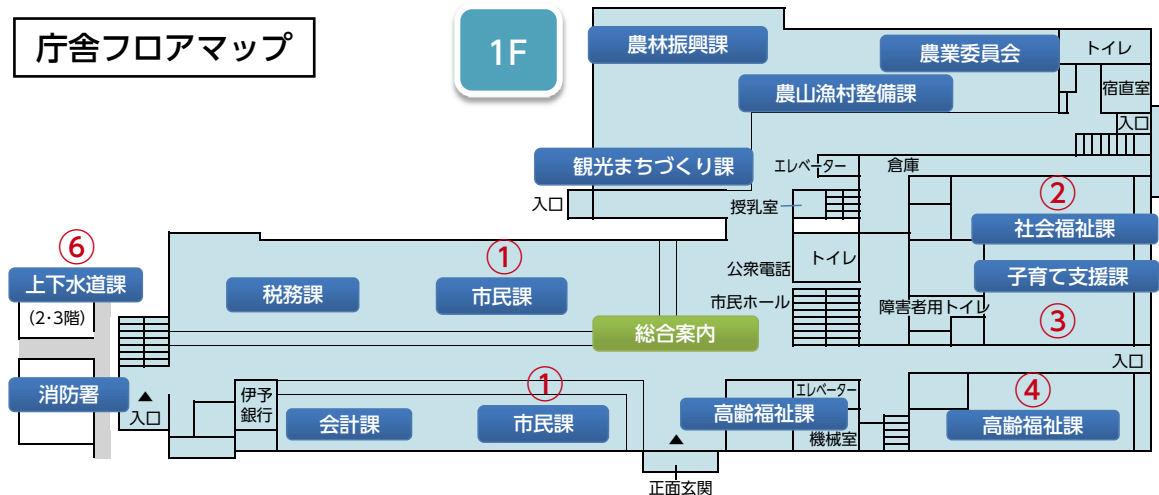 庁舎フロアマップ
1F
農林振興課
農業委員会
トイレ
農山漁村整備課
宿直室
入口
観光まちづくり課
エレベーター
倉庫
入口
授乳室
②
社会福祉課
⑥
上下水道課
(2・3階)
①
税務課
市民課
公衆電話
トイレ
子育て支援課
市民ホール
障害者用トイレ
③
総合案内
入口
消防署
▲
入口
伊予
銀行
①
会計課
市民課
▲
正面玄関
高齢福祉課
エレベーター
機械室
④
高齢福祉課